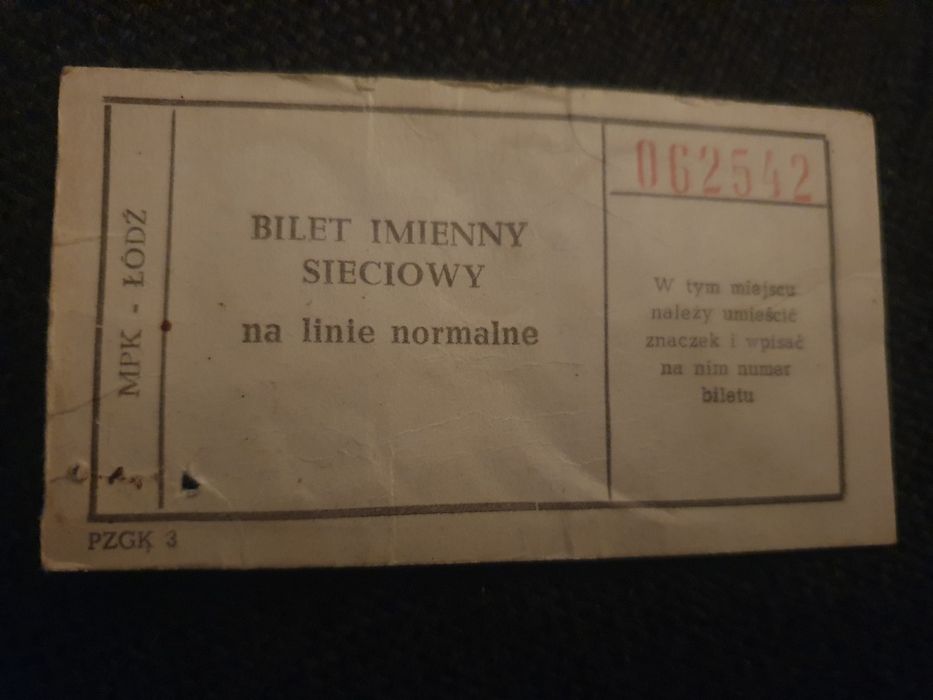 MPK - ŁÓDŹ
BILET IMIENNY
SIECIOWY
na linie normalne
062542
W tym miejscu
należy umieścić
znaczek i wpisać
na nim numer
biletu
PZGK 3